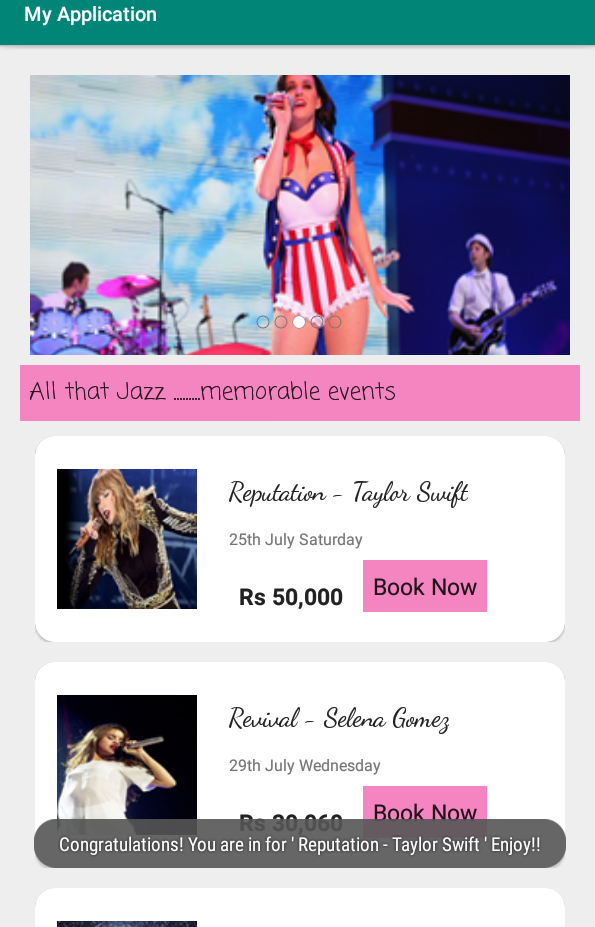 My Application
All that Jazz .........memorable events
Reputation - Taylor Swift
25th July Saturday
Rs 50,000
Book Now
Revival - Selena Gomez
29th July Wednesday
Rs 30,060
Book Now
Congratulations! You are in for ' Reputation - Taylor Swift ' Enjoy!!